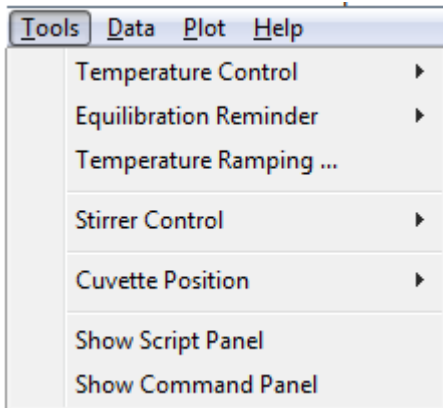 Tools Data Plot Help
Temperature Control
Equilibration Reminder
Temperature Ramping ...
Stirrer Control
Cuvette Position
Show Script Panel
Show Command Panel